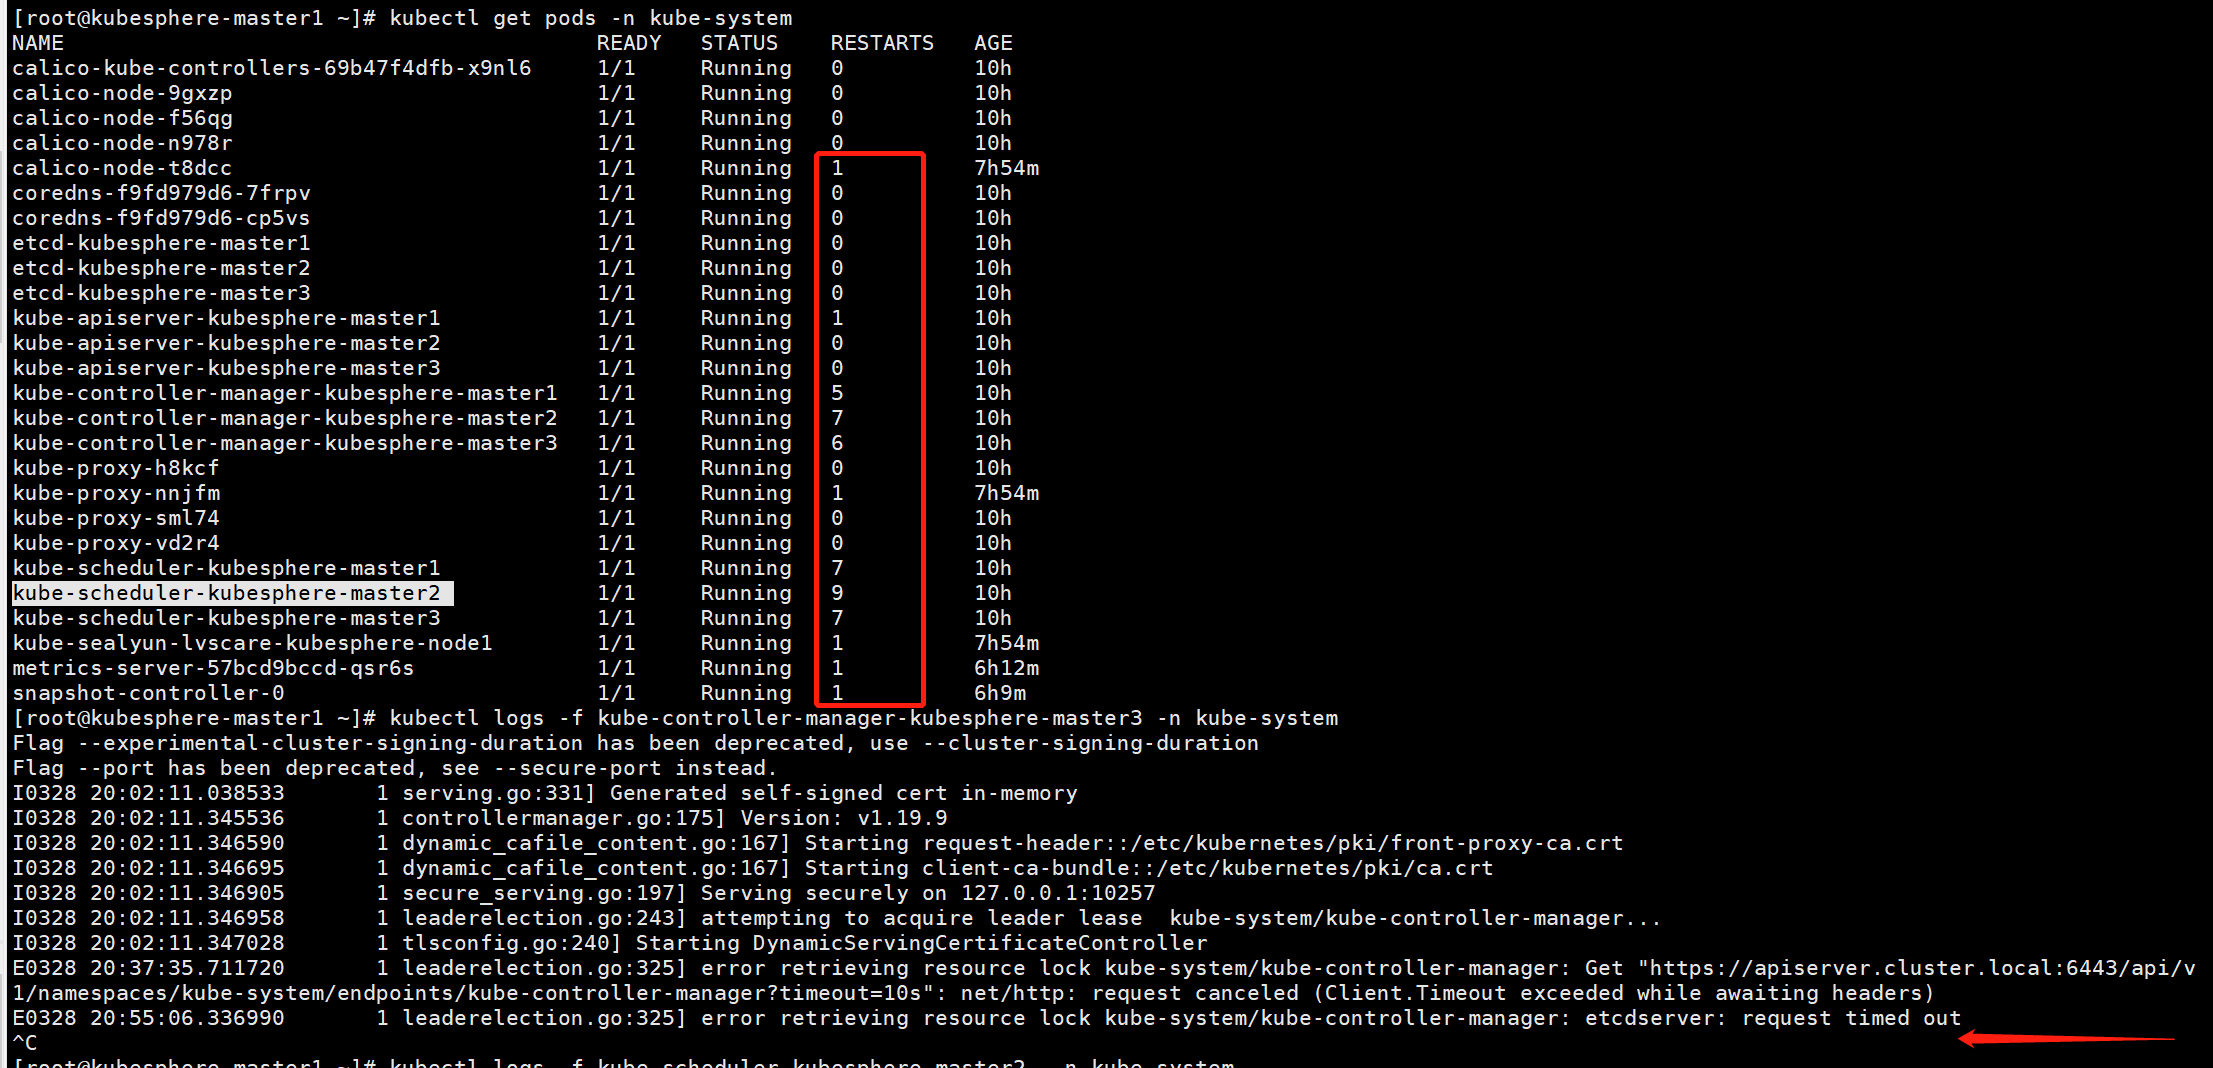 [root@kubesphere-master1 ~]# kubectl get pods -n kube-system
NAME READY STATUS RESTARTS AGE
calico-kube-controllers-69b47f4dfb-x9nl6 1/1 Running 0 10h
calico-node-9gxzp 1/1 Running 0 10h
calico-node-f56qg 1/1 Running 0 10h
calico-node-n978r 1/1 Running 0 10h
calico-node-t8dcc 1/1 Running 1 7h54m
coredns-f9fd979d6-7frpv 1/1 Running 0 10h
coredns-f9fd979d6-cp5vs 1/1 Running 0 10h
etcd-kubesphere-master1 1/1 Running 0 10h
etcd-kubesphere-master2 1/1 Running 0 10h
etcd-kubesphere-master3 1/1 Running 0 10h
kube-apiserver-kubesphere-master1 1/1 Running 1 10h
kube-apiserver-kubesphere-master2 1/1 Running 0 10h
kube-apiserver-kubesphere-master3 1/1 Running 0 10h
kube-controller-manager-kubesphere-master1 1/1 Running 5 10h
kube-controller-manager-kubesphere-master2 1/1 Running 7 10h
kube-controller-manager-kubesphere-master3 1/1 Running 6 10h
kube-proxy-h8kcf 1/1 Running 0 10h
kube-proxy-nnjfm 1/1 Running 1 7h54m
kube-proxy-sml74 1/1 Running 0 10h
kube-proxy-vd2r4 1/1 Running 0 10h
kube-scheduler-kubesphere-master1 1/1 Running 7 10h
kube-scheduler-kubesphere-master2 1/1 Running 9 10h
kube-scheduler-kubesphere-master3 1/1 Running 7 10h
kube-sealyun-lvscare-kubesphere-node1 1/1 Running 1 7h54m
metrics-server-57bcd9bccd-qsr6s 1/1 Running 1 6h12m
snapshot-controller-0 1/1 Running 1 6h9m
[root@kubesphere-master1 ~]# kubectl logs -f kube-controller-manager-kubesphere-master3 -n kube-system
Flag --experimental-cluster-signing-duration has been deprecated, use --cluster-signing-duration
Flag --port has been deprecated, see --secure-port instead.
I0328 20:02:11.038533 1 serving.go:331] Generated self-signed cert in-memory
I0328 20:02:11.345536 1 controllermanager.go:175] Version: v1.19.9
I0328 20:02:11.346590 1 dynamic_cafile_content.go:167] Starting request-header::/etc/kubernetes/pki/front-proxy-ca.crt
I0328 20:02:11.346695 1 dynamic_cafile_content.go:167] Starting client-ca-bundle::/etc/kubernetes/pki/ca.crt
I0328 20:02:11.346905 1 secure_serving.go:197] Serving securely on 127.0.0.1:10257
I0328 20:02:11.346958 1 leaderelection.go:243] attempting to acquire leader lease kube-system/kube-controller-manager...
I0328 20:02:11.347028 1 tlsconfig.go:240] Starting DynamicServingCertificateController
E0328 20:37:35.711720 1 leaderelection.go:325] error retrieving resource lock kube-system/kube-controller-manager: Get "https://apiserver.cluster.local:6443/api/v
1/namespaces/kube-system/endpoints/kube-controller-manager?timeout=10s": net/http: request canceled (Client.Timeout exceeded while awaiting headers)
E0328 20:55:06.336990 1 leaderelection.go:325] error retrieving resource lock kube-system/kube-controller-manager: etcdserver: request timed out
^C
[root@kubesphere-master1 ~]# kubectl logs -f kube-scheduler-kubesphere-master2 -n kube-system